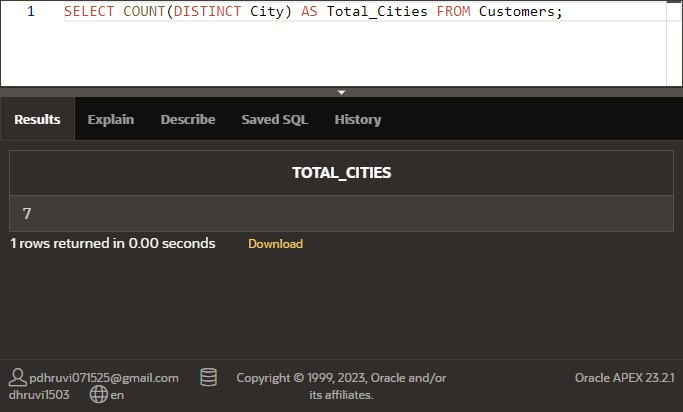 1 SELECT COUNT(DISTINCT City) AS Total_Cities FROM Customers;
Results Explain Describe Saved SQL History
TOTAL_CITIES
7
1 rows returned in 0.00 seconds Download
pdhruvi071525@gmail.com
dhruvi1503 en
Copyright © 1999, 2023, Oracle and/or
its affiliates.
Oracle APEX 23.2.1